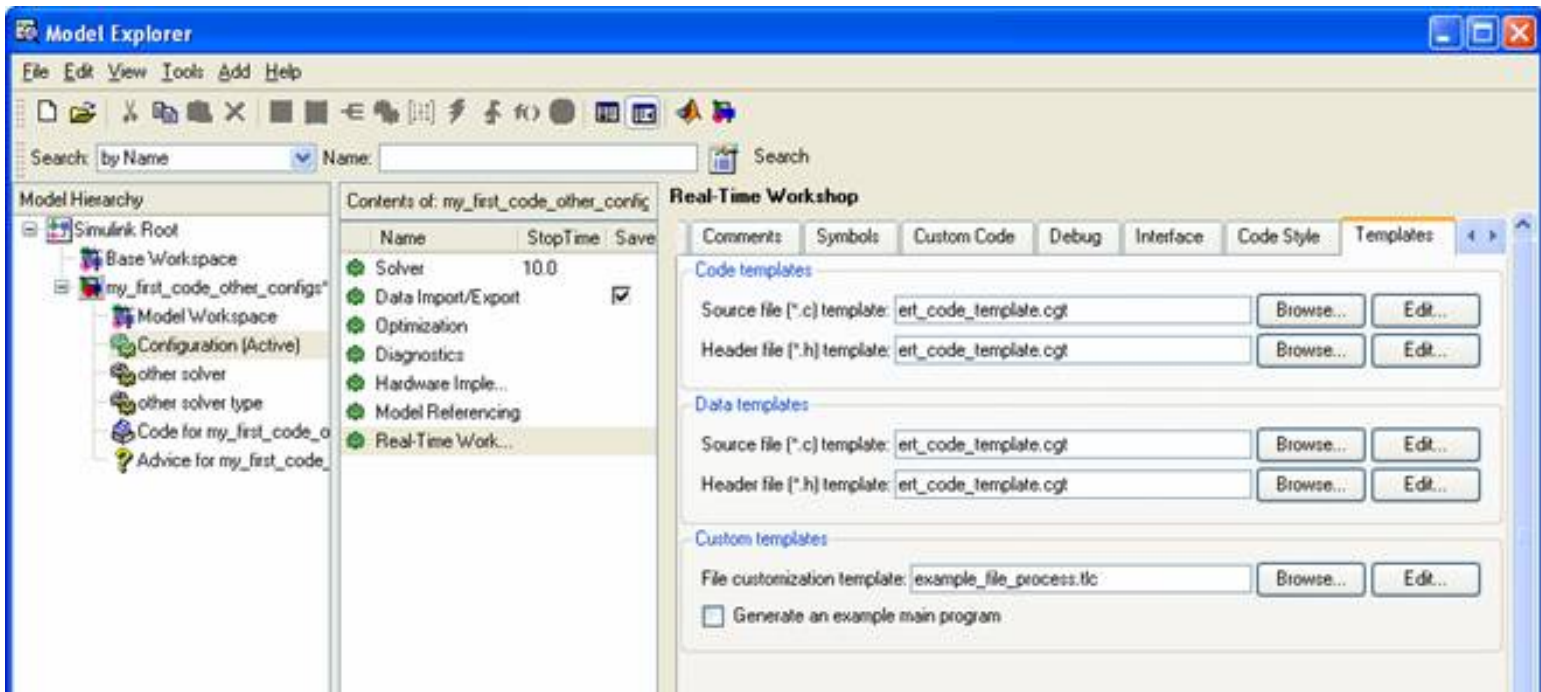 Model Explorer
File Edit View Tools Add Help
Search: by Name Name: Search
Model Hierarchy
Simulink Root
Base Workspace
my_first_code_other_configs*
Model Workspace
Configuration (Active)
other solver
other solver type
Code for my_first_code_o
Advice for my_first_code_
Contents of: my_first_code_other_config
Name StopTime Save
Solver 10.0
Data Import/Export
Optimization
Diagnostics
Hardware Imple...
Model Referencing
Real-Time Work...
Real-Time Workshop
Comments Symbols Custom Code Debug Interface Code Style Templates
Code templates
Source file (*.c) template: ert_code_template.cgt Browse... Edit...
Header file (*.h) template: ert_code_template.cgt Browse... Edit...
Data templates
Source file (*.c) template: ert_code_template.cgt Browse... Edit...
Header file (*.h) template: ert_code_template.cgt Browse... Edit...
Custom templates
File customization template: example_file_process.tlc Browse... Edit...
Generate an example main program